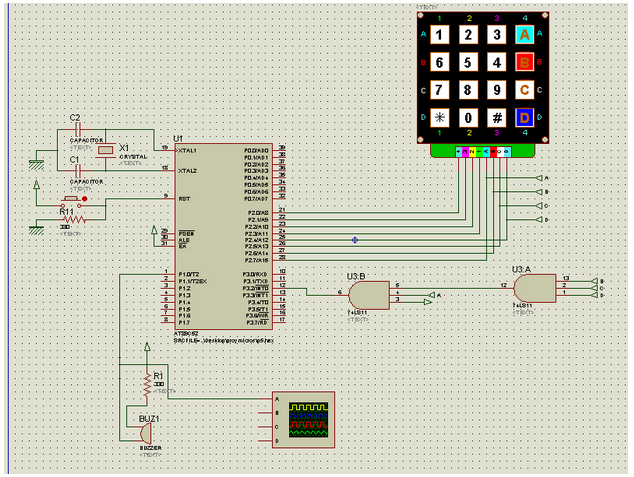 <TEXT>
1 2 3 4
A 1 2 3 A A
B 6 5 4 B B
C 7 8 9 C C
D * 0 # D D
1 2 3 4
C2
CAPACITOR
<TEXT>
X1
CRYSTAL
<TEXT>
C1
CAPACITOR
<TEXT>
R11
330
<TEXT>
U1
19 XTAL1
18 XTAL2
9 RST
29 PSEN
30 ALE
31 EA
1 P1.0/T2
2 P1.1/T2EX
3 P1.2
4 P1.3
5 P1.4
6 P1.5
7 P1.6
8 P1.7
P0.0/AD0 39
P0.1/AD1 38
P0.2/AD2 37
P0.3/AD3 36
P0.4/AD4 35
P0.5/AD5 34
P0.6/AD6 33
P0.7/AD7 32
P2.0/A8 21
P2.1/A9 22
P2.2/A10 23
P2.3/A11 24
P2.4/A12 25
P2.5/A13 26
P2.6/A14 27
P2.7/A15 28
P3.0/RXD 10
P3.1/TXD 11
P3.2/INT0 12
P3.3/INT1 13
P3.4/T0 14
P3.5/T1 15
P3.6/WR 16
P3.7/RD 17
AT89C52
A
B
C
D
U3:B
6
5
4
3
A
74LS11
<TEXT>
U3:A
12
13 B
2 C
1 D
74LS11
<TEXT>
R1
330
<TEXT>
BUZ1
BUZZER
<TEXT>
A
B
C
D